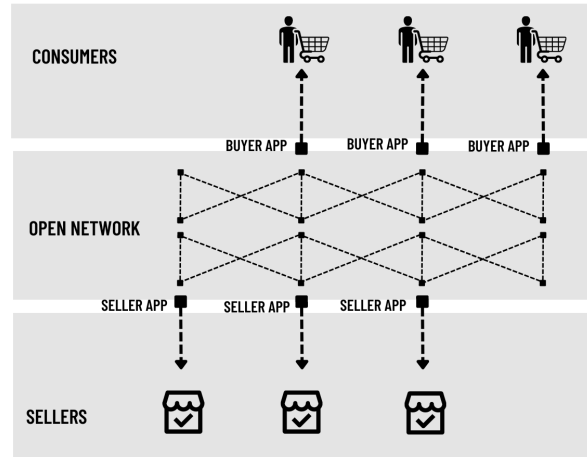 CONSUMERS
BUYER APP
BUYER APP
BUYER APP
OPEN NETWORK
SELLER APP
SELLER APP
SELLER APP
SELLERS